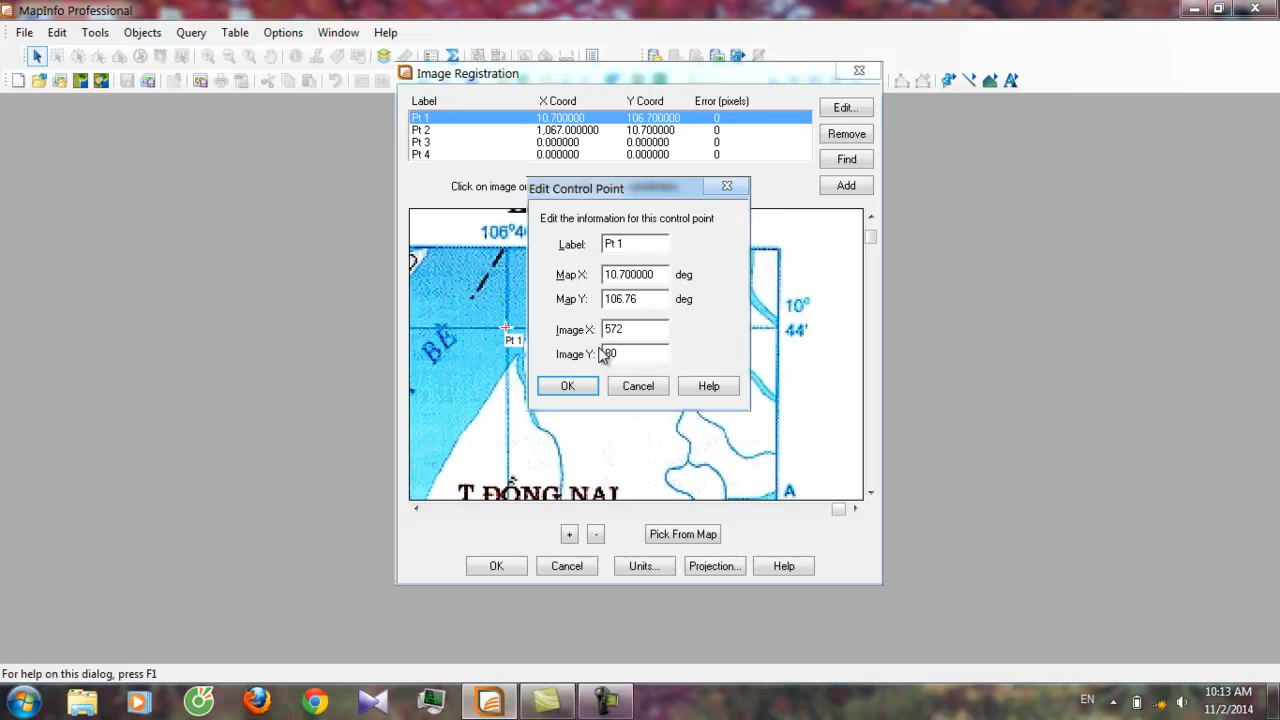 MapInfo Professional
File Edit Tools Objects Query Table Options Window Help
Image Registration
Label X Coord Y Coord Error (pixels)
Pt 1 10.700000 106.700000 0
Pt 2 1,067.000000 10.700000 0
Pt 3 0.000000 0.000000 0
Pt 4 0.000000 0.000000 0
Edit...
Remove
Find
Add
Click on image
Edit Control Point
Edit the information for this control point
Label: Pt 1
Map X: 10.700000 deg
Map Y: 106.76 deg
Image X: 572
Image Y: 80
OK Cancel Help
10°
44'
BÈ
Pt 1
A
T ĐỒNG NAI
+ - Pick From Map
OK Cancel Units... Projection... Help
For help on this dialog, press F1
EN
10:13 AM
11/2/2014